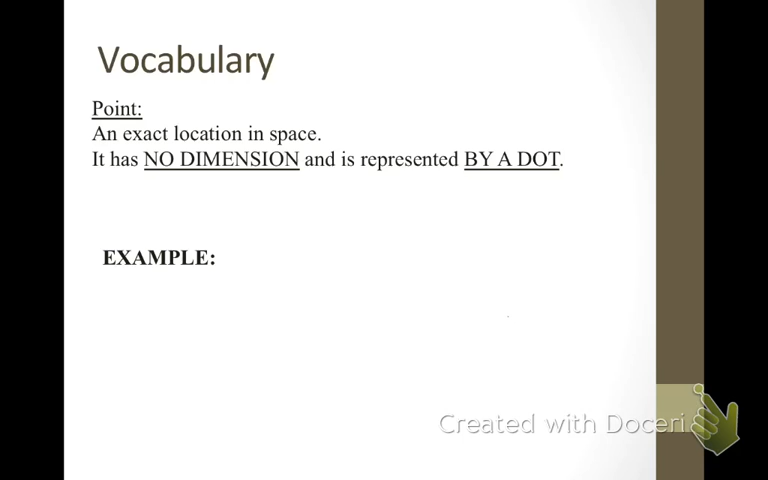 Vocabulary
Point:
An exact location in space.
It has NO DIMENSION and is represented BY A DOT.
EXAMPLE:
Created with Doceri